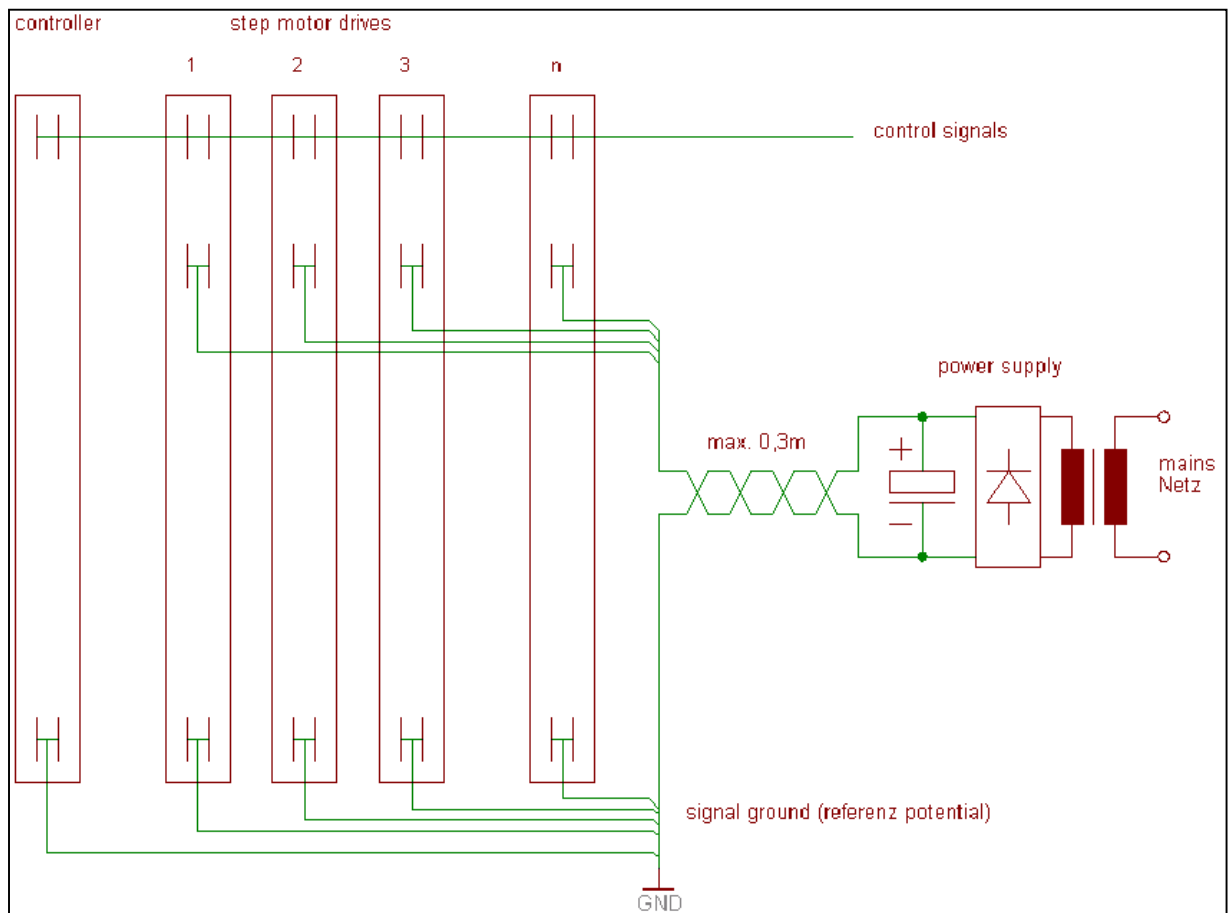 controller
step motor drives
1
2
3
n
control signals
power supply
max. 0,3m
+
−
mains
Netz
signal ground (referenz potential)
GND